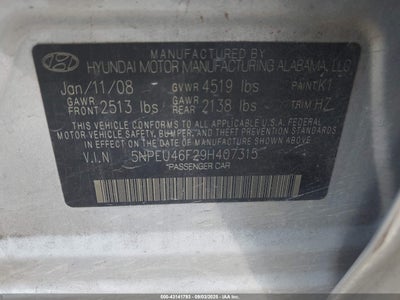 MANUFACTURED BY
HYUNDAI MOTOR MANUFACTURING ALABAMA, LLC
Jan/11/08 GVWR 4519 lbs PAINT K1
GAWR FRONT 2513 lbs GAWR REAR 2138 lbs TRIM HZ
THIS VEHICLE CONFORMS TO ALL APPLICABLE U.S.A. FEDERAL
MOTOR VEHICLE SAFETY, BUMPER, AND THEFT PREVENTION STANDARDS
IN EFFECT ON THE DATE OF MANUFACTURE SHOWN ABOVE.
V.I.N 5NPEU46F29H407315
*PASSENGER CAR